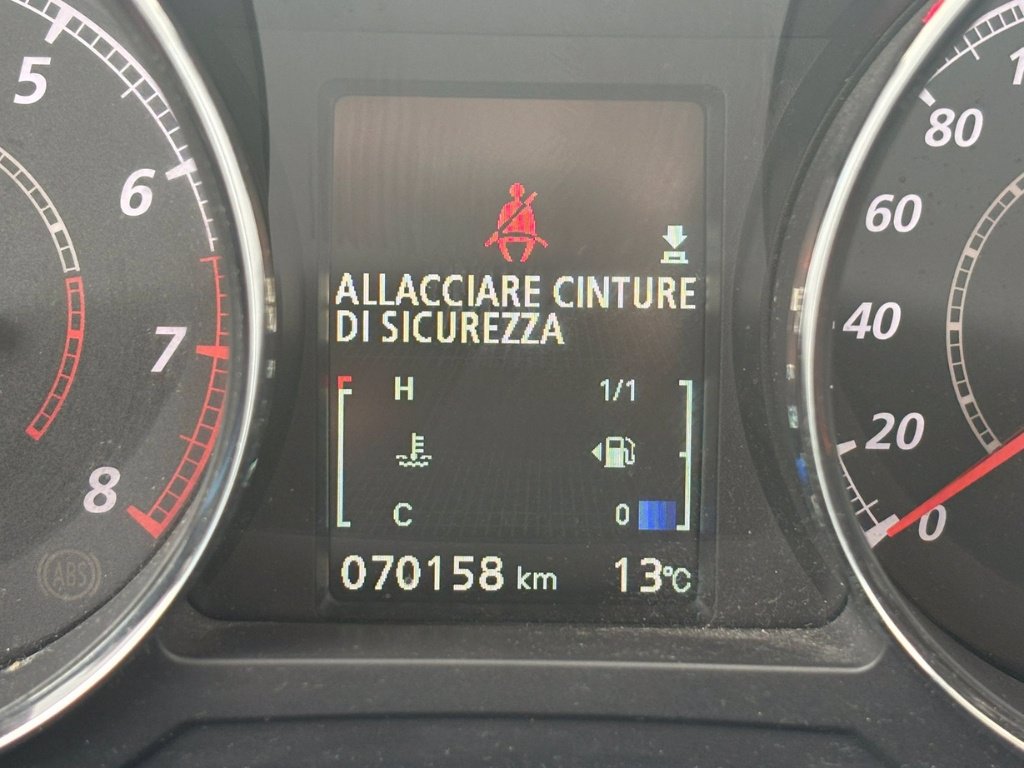 5
6
7
8
ABS
ALLACCIARE CINTURE
DI SICUREZZA
H 1/1
C 0
070158 km 13°C
80
60
40
20
0